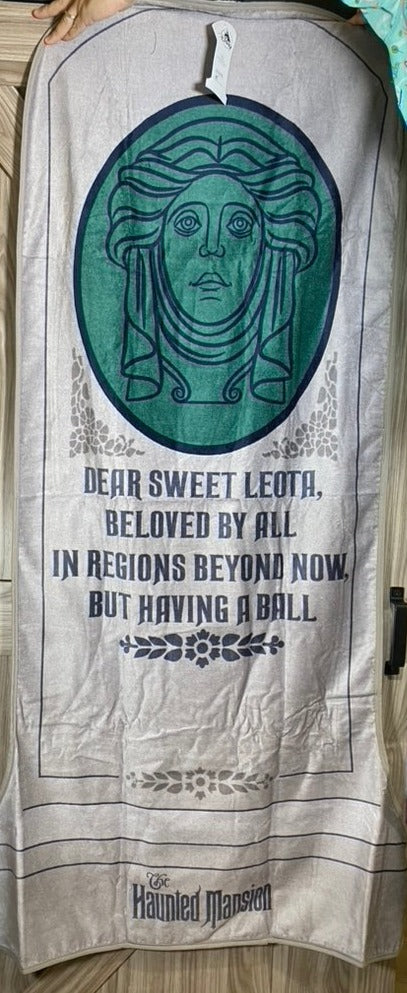 DEAR SWEET LEOTA,
BELOVED BY ALL
IN REGIONS BEYOND NOW,
BUT HAVING A BALL
The
Haunted Mansion